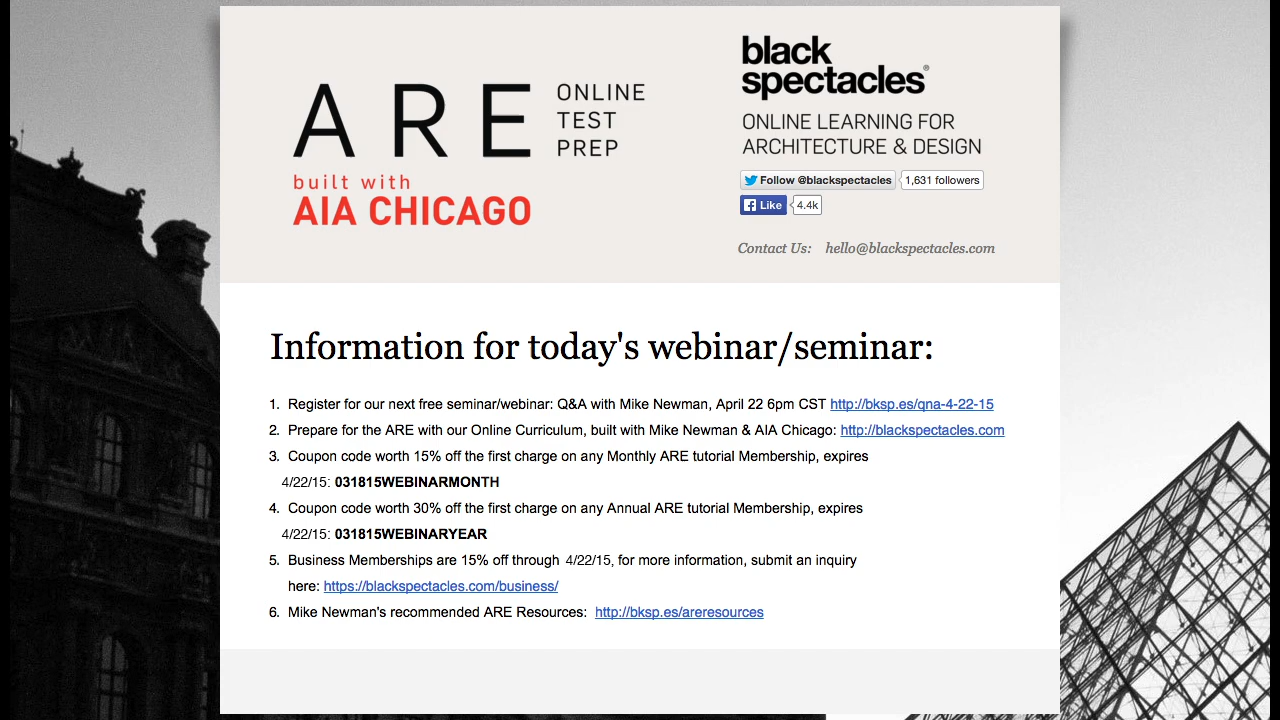 A R E
ONLINE
TEST
PREP
built with
AIA CHICAGO
black
spectacles®
ONLINE LEARNING FOR
ARCHITECTURE & DESIGN
Follow @blackspectacles 1,631 followers
Like 4.4k
Contact Us: hello@blackspectacles.com
Information for today's webinar/seminar:
1. Register for our next free seminar/webinar: Q&A with Mike Newman, April 22 6pm CST http://bksp.es/qna-4-22-15
2. Prepare for the ARE with our Online Curriculum, built with Mike Newman & AIA Chicago: http://blackspectacles.com
3. Coupon code worth 15% off the first charge on any Monthly ARE tutorial Membership, expires
4/22/15: 031815WEBINARMONTH
4. Coupon code worth 30% off the first charge on any Annual ARE tutorial Membership, expires
4/22/15: 031815WEBINARYEAR
5. Business Memberships are 15% off through 4/22/15, for more information, submit an inquiry
here: https://blackspectacles.com/business/
6. Mike Newman's recommended ARE Resources: http://bksp.es/areresources